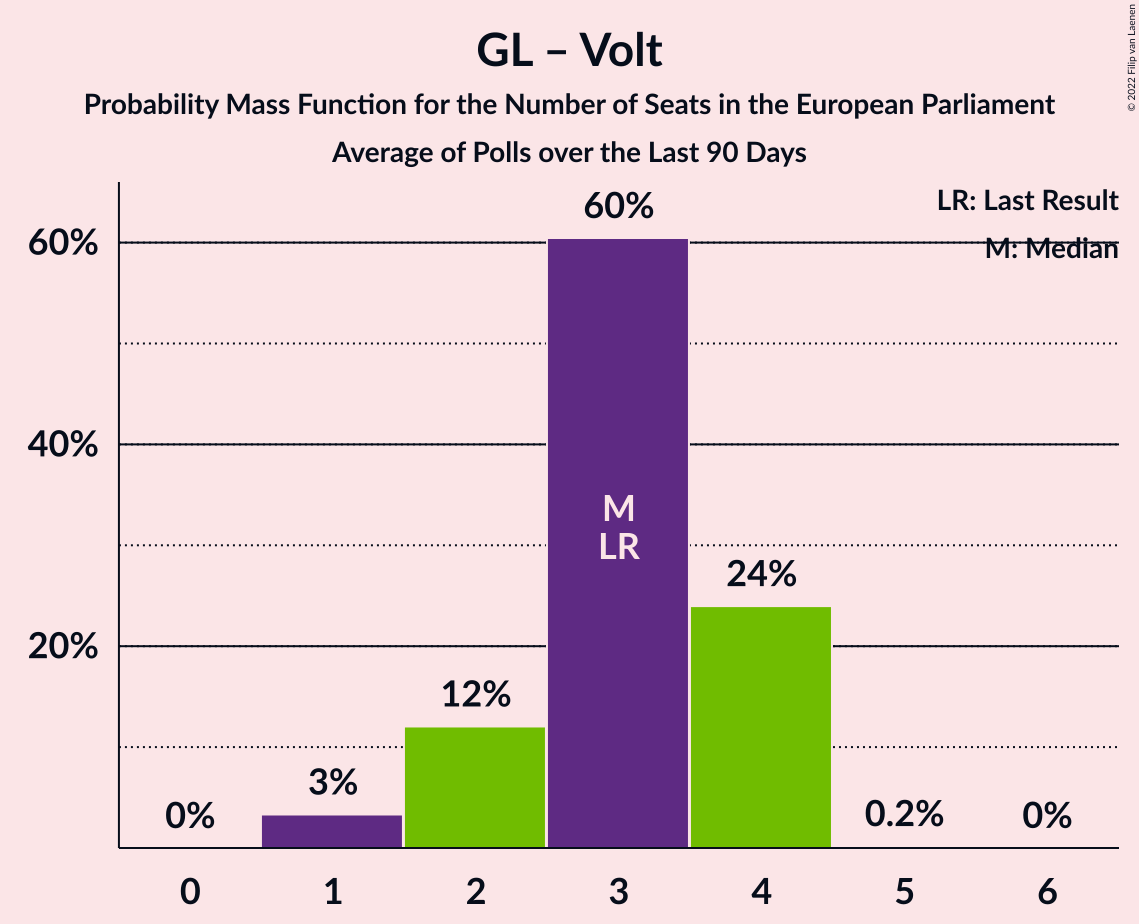 GL – Volt
Probability Mass Function for the Number of Seats in the European Parliament
Average of Polls over the Last 90 Days
© 2022 Filip van Laenen
LR: Last Result
M: Median
60%
40%
20%
0%
3%
12%
60%
M
LR
24%
0.2%
0%
0 1 2 3 4 5 6